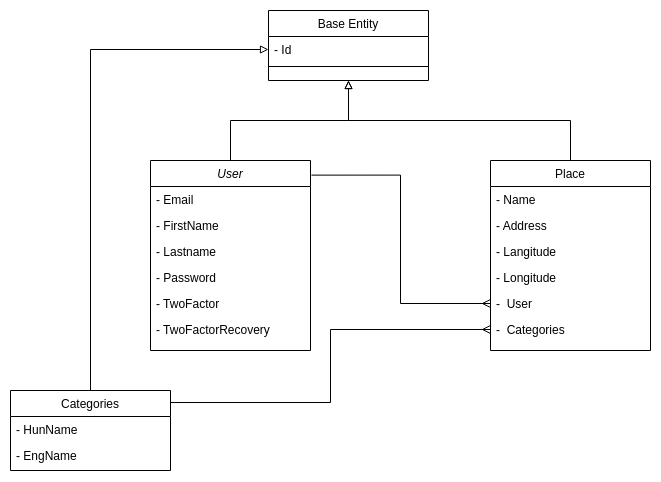 Base Entity
- Id
User
- Email
- FirstName
- Lastname
- Password
- TwoFactor
- TwoFactorRecovery
Place
- Name
- Address
- Langitude
- Longitude
- User
- Categories
Categories
- HunName
- EngName